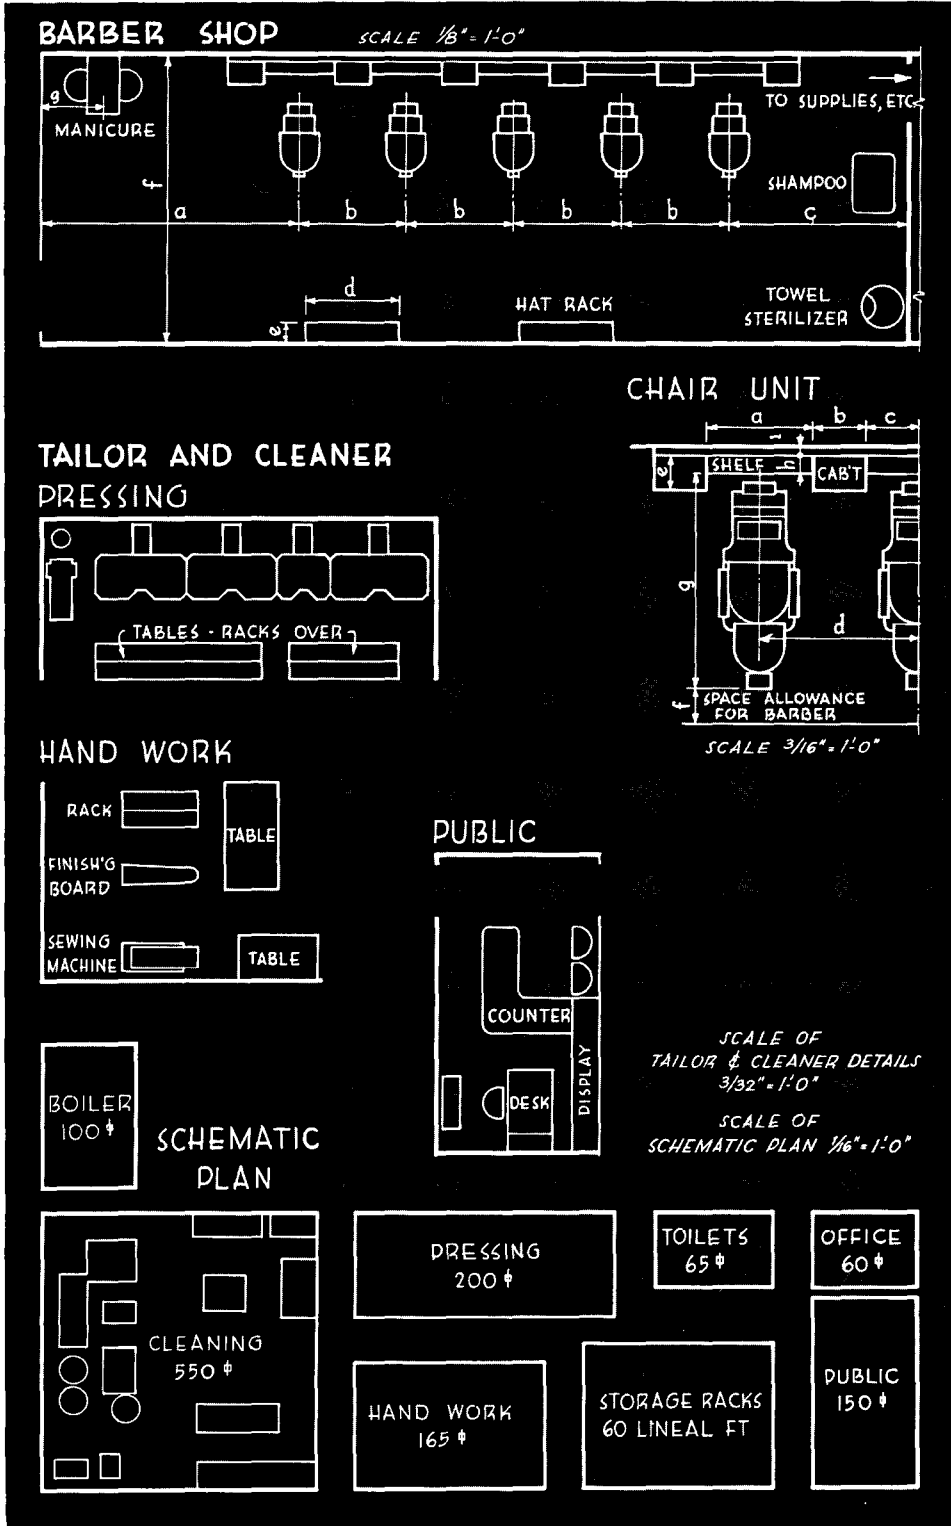 BARBER SHOP
SCALE 1/8" = 1'-0"
g
MANICURE
f
TO SUPPLIES, ETC.
SHAMPOO
a
b
b
b
b
c
d
e
HAT RACK
TOWEL
STERILIZER
CHAIR UNIT
a
b
c
i
e
SHELF
h
CAB'T
g
d
f
SPACE ALLOWANCE
FOR BARBER
SCALE 3/16" = 1'-0"
TAILOR AND CLEANER
PRESSING
TABLES - RACKS OVER
HAND WORK
RACK
TABLE
FINISH'G
BOARD
SEWING
MACHINE
TABLE
PUBLIC
COUNTER
DISPLAY
DESK
SCALE OF
TAILOR & CLEANER DETAILS
3/32" = 1'-0"
SCALE OF
SCHEMATIC PLAN 1/16" = 1'-0"
BOILER
100 ⌽
SCHEMATIC
PLAN
CLEANING
550 ⌽
PRESSING
200 ⌽
TOILETS
65 ⌽
OFFICE
60 ⌽
HAND WORK
165 ⌽
STORAGE RACKS
60 LINEAL FT
PUBLIC
150 ⌽